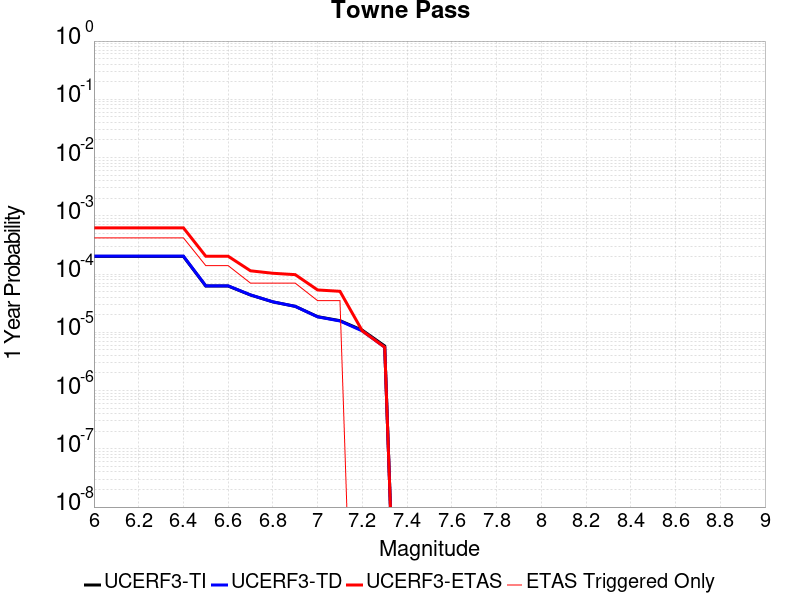 Towne Pass
10^0
10^-1
10^-2
10^-3
10^-4
10^-5
10^-6
10^-7
10^-8
1 Year Probability
6 6.2 6.4 6.6 6.8 7 7.2 7.4 7.6 7.8 8 8.2 8.4 8.6 8.8 9
Magnitude
UCERF3-TI UCERF3-TD UCERF3-ETAS ETAS Triggered Only